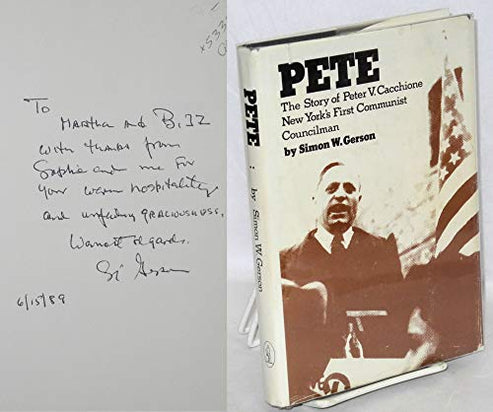 x533
To
Martha and Biz
with thanks from
Sophie and me for
your warm hospitality
and unfailing graciousness.
Warmest regards.
Si Gerson
6/15/89
PETE
The Story of Peter V. Cacchione
New York's First Communist
Councilman
by Simon W. Gerson
PETE : by Simon W. Gerson